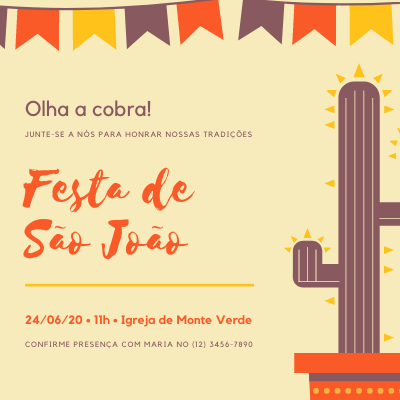 Olha a cobra!
JUNTE-SE A NÓS PARA HONRAR NOSSAS TRADIÇÕES
Festa de
São João
24/06/20 • 11h • Igreja de Monte Verde
CONFIRME PRESENÇA COM MARIA NO (12) 3456-7890